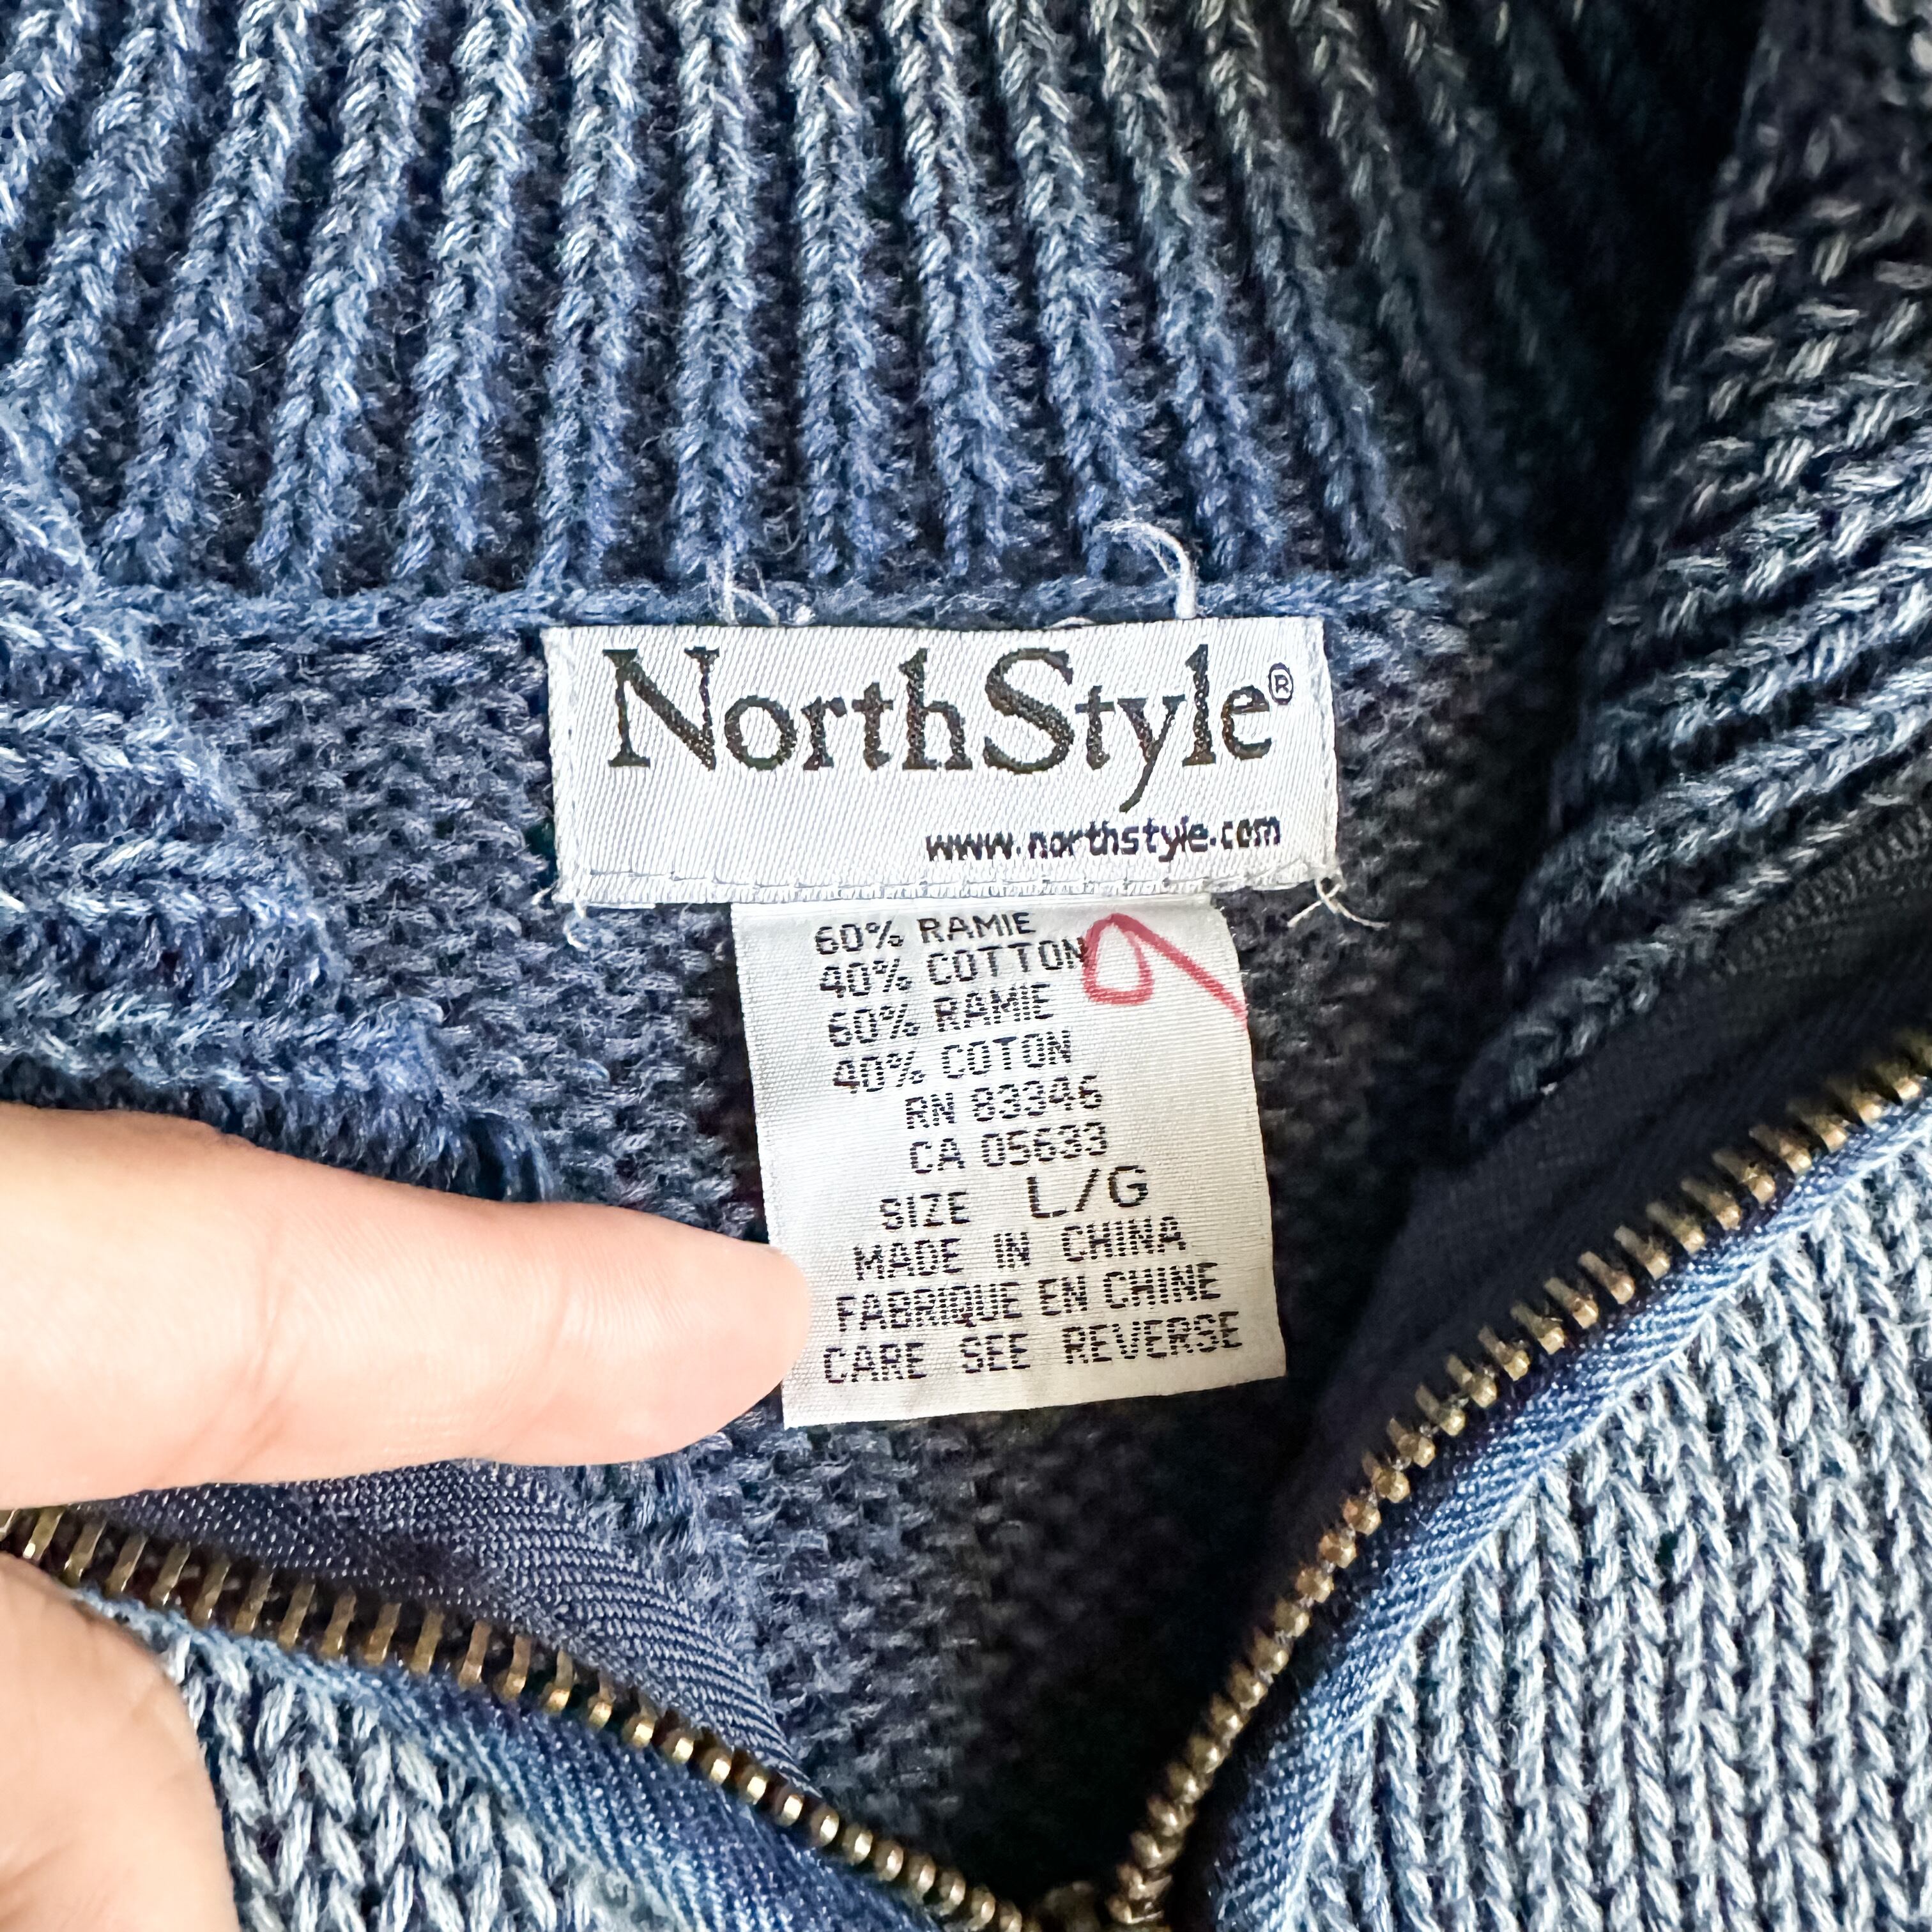 NorthStyle®
www.northstyle.com
60% RAMIE
40% COTTON
60% RAMIE
40% COTON
RN 83346
CA 05633
SIZE L/G
MADE IN CHINA
FABRIQUE EN CHINE
CARE SEE REVERSE